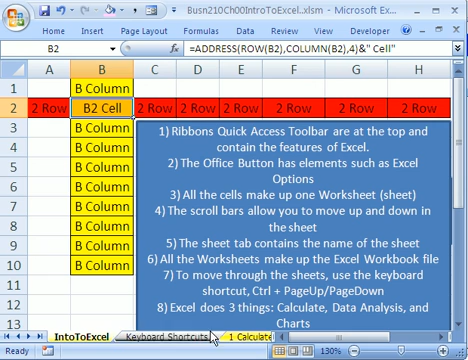 Busn210Ch00IntroToExcel..xlsm - Microsoft Exc...
Home Insert Page Layout Formulas Data Review View
B2 fx =ADDRESS(ROW(B2),COLUMN(B2),4)&" Cell"
A B C D E F G H
1 B Column
2 2 Row B2 Cell 2 Row 2 Row 2 Row 2 Row 2 Row 2 Row
3 B Column
4 B Column
5 B Column
6 B Column
7 B Column
8 B Column
9 B Column
10 B Column
11
12
13
1) Ribbons Quick Access Toolbar are at the top and
contain the features of Excel.
2) The Office Button has elements such as Excel
Options
3) All the cells make up one Worksheet (sheet)
4) The scroll bars allow you to move up and down in
the sheet
5) The sheet tab contains the name of the sheet
6) All the Worksheets make up the Excel Workbook file
7) To move through the sheets, use the keyboard
shortcut, Ctrl + PageUp/PageDown
8) Excel does 3 things: Calculate, Data Analysis, and
Charts
IntoToExcel Keyboard Shortcuts 1 Calculate
Ready 130%